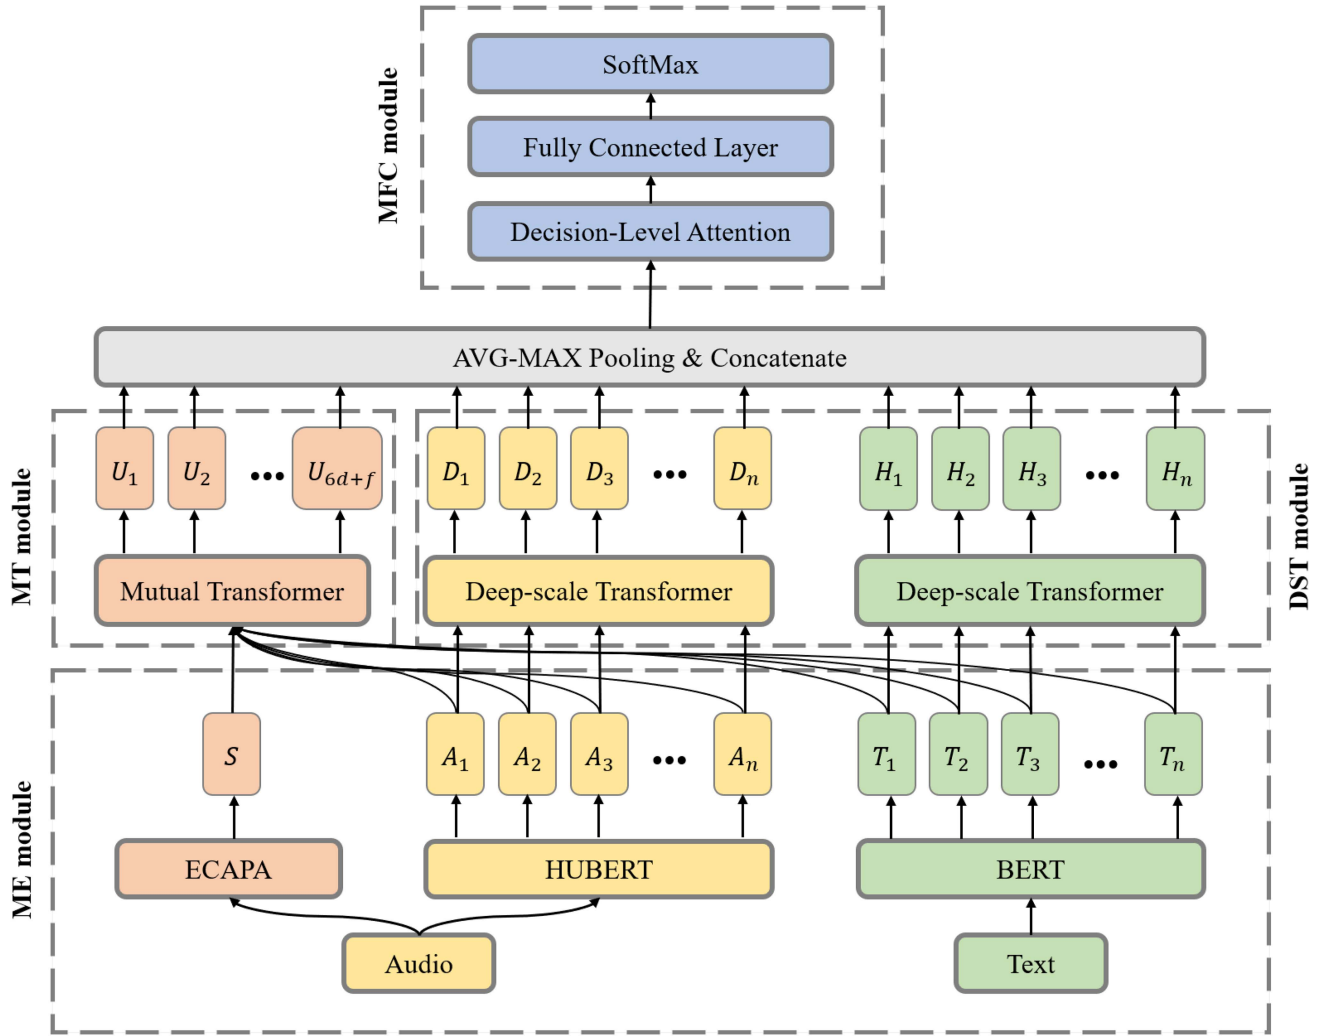 MFC module
SoftMax
Fully Connected Layer
Decision-Level Attention
AVG-MAX Pooling & Concatenate
MT module
U1 U2 ••• U6d+f
D1 D2 D3 ••• Dn
H1 H2 H3 ••• Hn
DST module
Mutual Transformer
Deep-scale Transformer
Deep-scale Transformer
ME module
S
A1 A2 A3 ••• An
T1 T2 T3 ••• Tn
ECAPA
HUBERT
BERT
Audio
Text